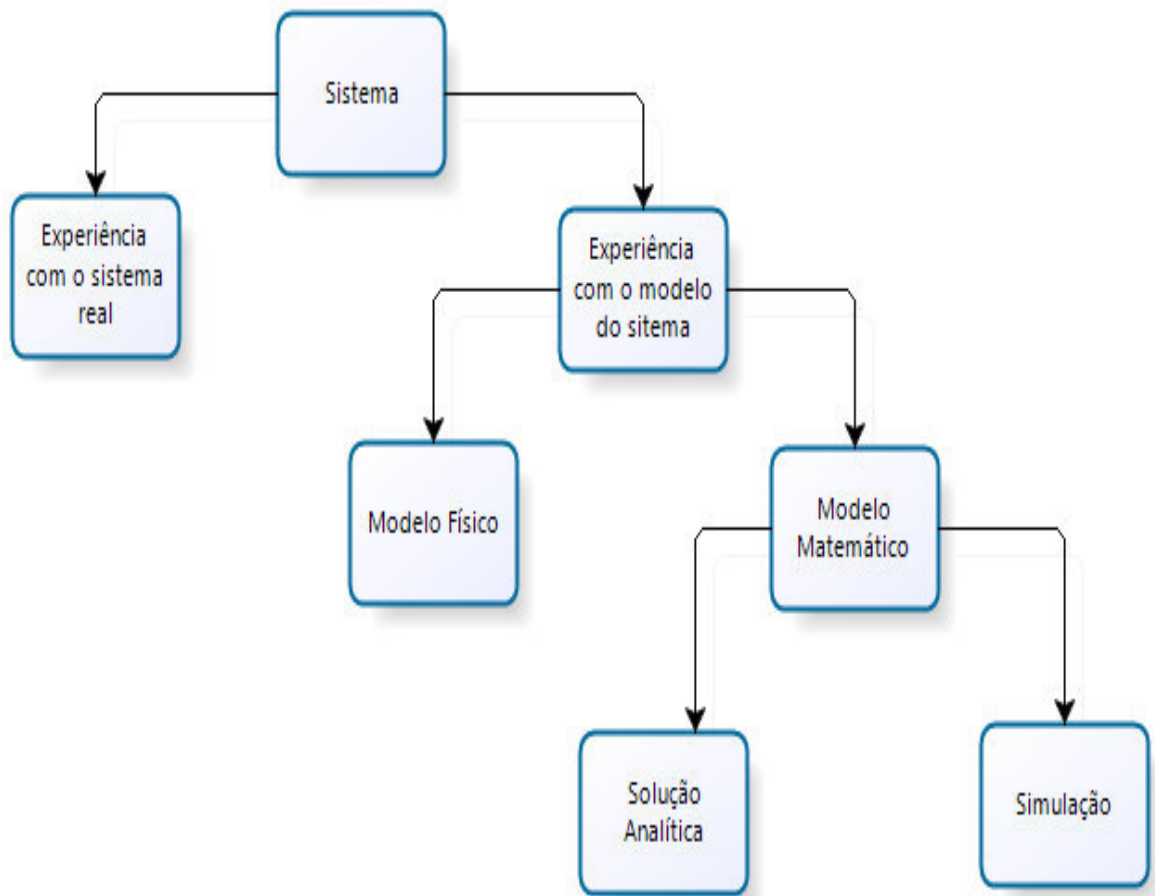 Sistema
Experiência
com o sistema
real
Experiência
com o modelo
do sitema
Modelo Físico
Modelo
Matemático
Solução
Analítica
Simulação